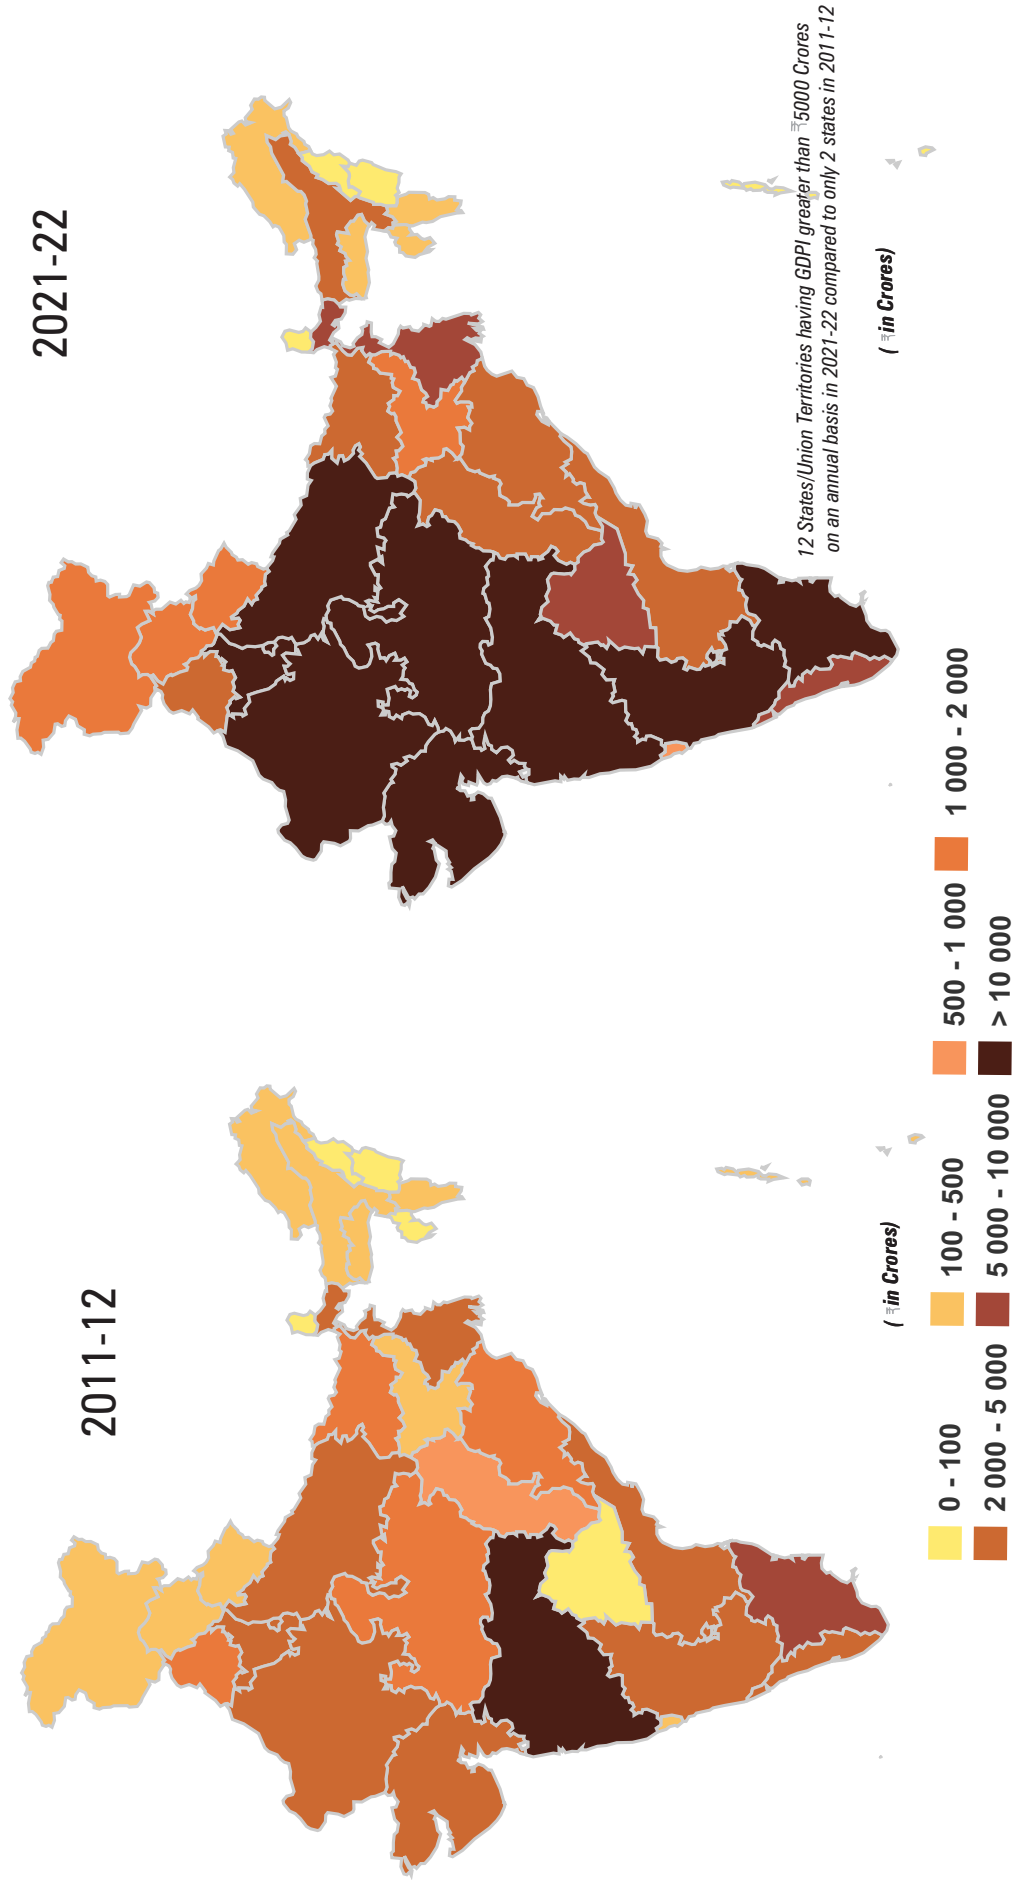 2011-12
2021-22
12 States/Union Territories having GDPI greater than ₹5000 Crores
on an annual basis in 2021-22 compared to only 2 states in 2011-12
( ₹ in Crores)
( ₹ in Crores)
0 - 100
100 - 500
500 - 1 000
1 000 - 2 000
2 000 - 5 000
5 000 - 10 000
> 10 000